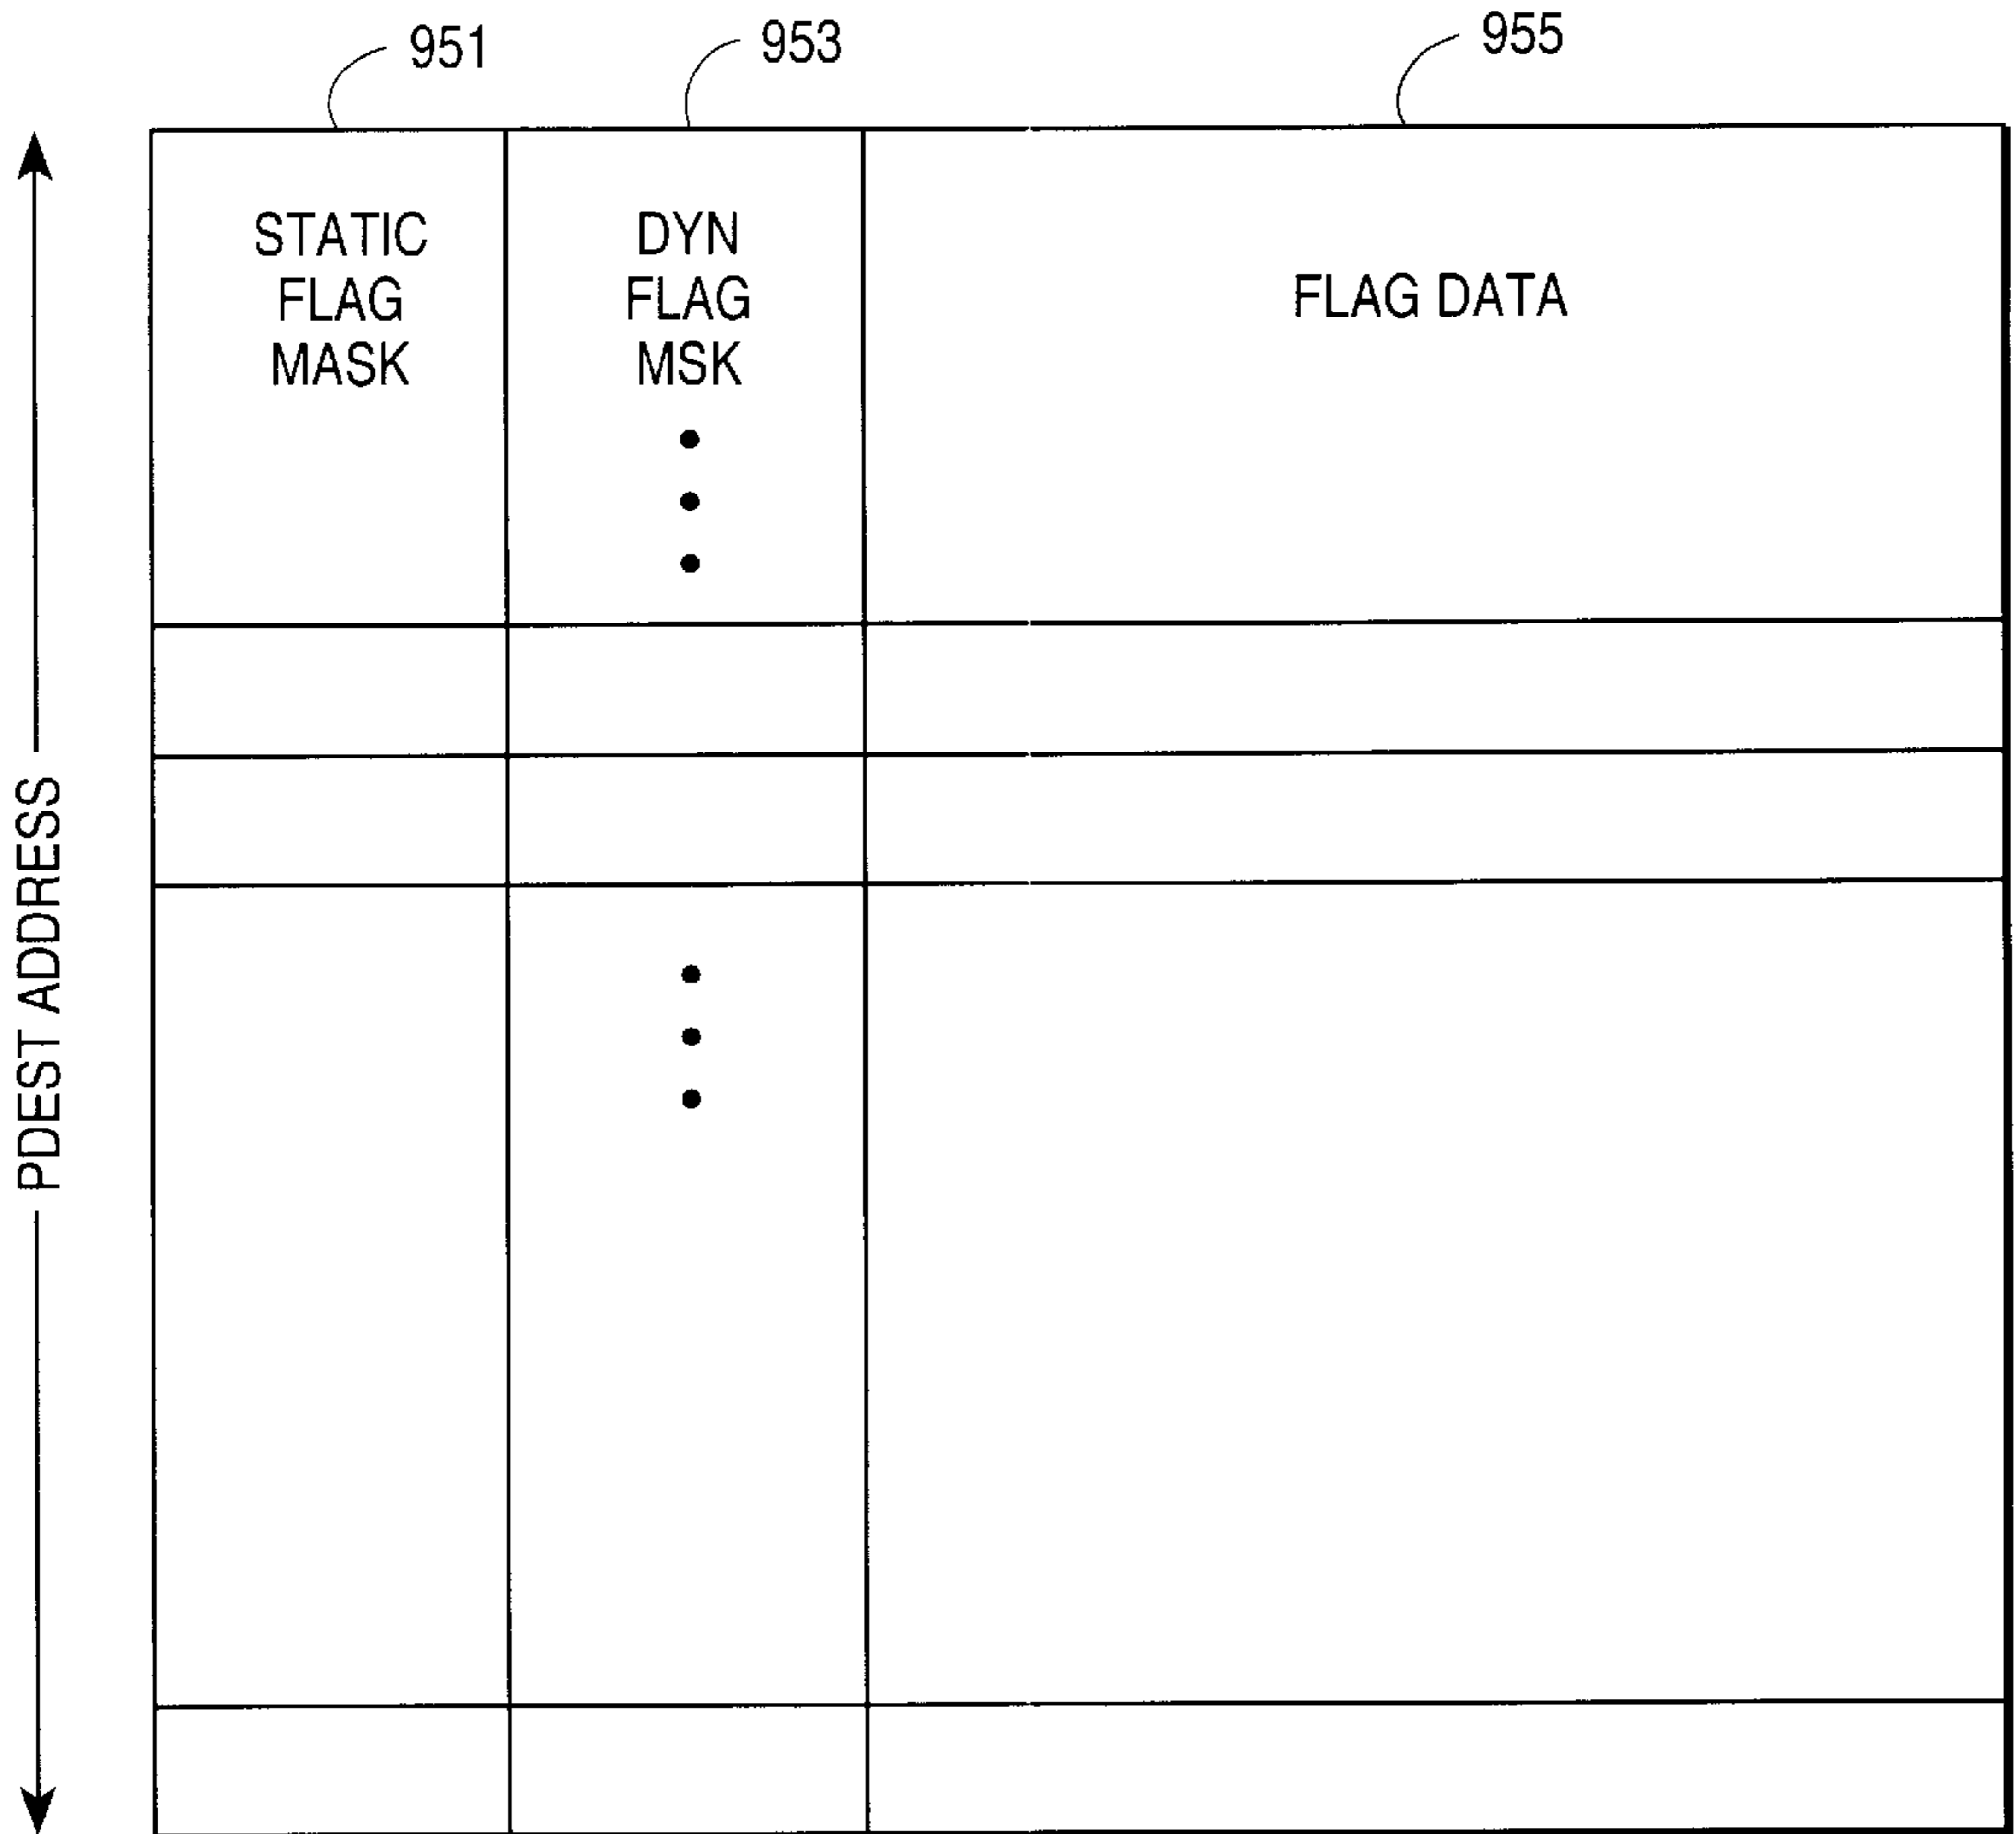 951
953
955
STATIC
FLAG
MASK
DYN
FLAG
MSK
FLAG DATA
PDEST ADDRESS